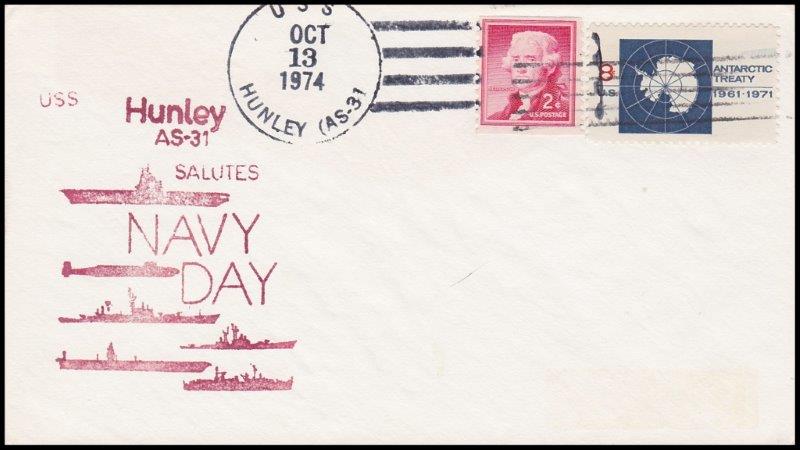 USS
OCT
13
1974
HUNLEY (AS-31
2¢
U.S. POSTAGE
8
ANTARCTIC
TREATY
1961-1971
USS
Hunley
AS-31
SALUTES
NAVY
DAY